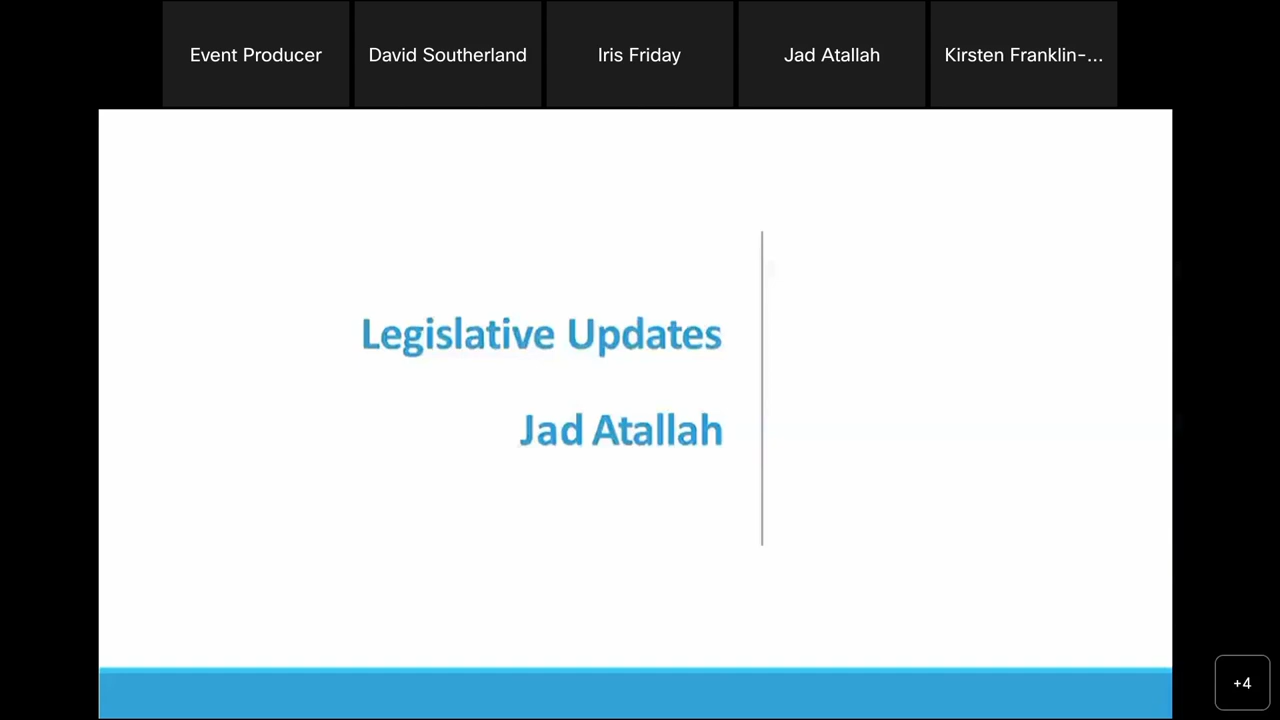 Event Producer
David Southerland
Iris Friday
Jad Atallah
Kirsten Franklin-...
Legislative Updates
Jad Atallah
+4